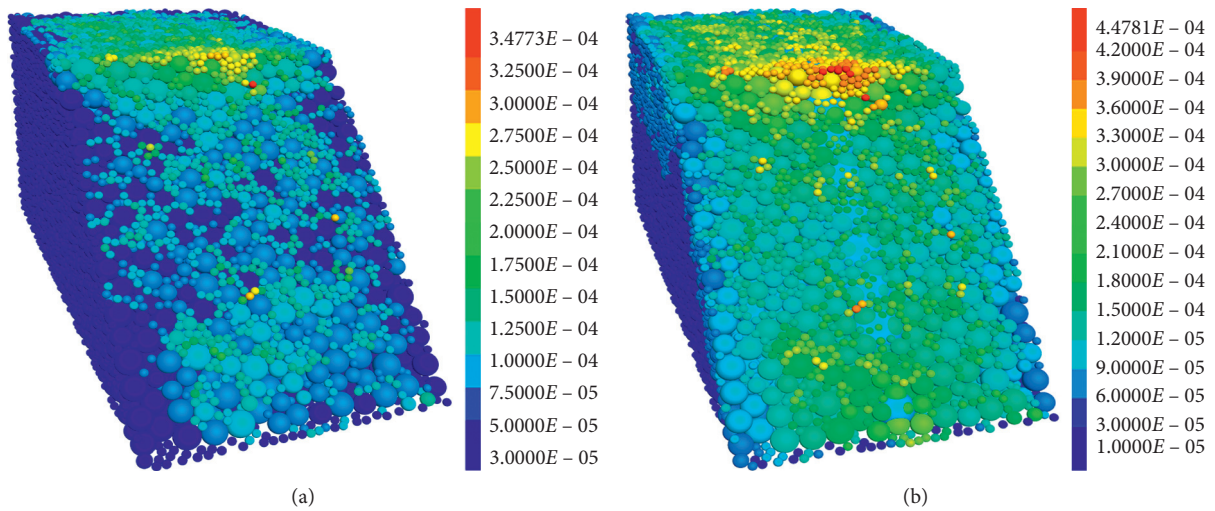 3.4773E – 04
3.2500E – 04
3.0000E – 04
2.7500E – 04
2.5000E – 04
2.2500E – 04
2.0000E – 04
1.7500E – 04
1.5000E – 04
1.2500E – 04
1.0000E – 04
7.5000E – 05
5.0000E – 04
3.0000E – 05
(a)
4.4781E – 04
4.2000E – 04
3.9000E – 04
3.6000E – 04
3.3000E – 04
3.0000E – 04
2.7000E – 04
2.4000E – 04
2.1000E – 04
1.8000E – 04
1.5000E – 04
1.2000E – 05
9.0000E – 05
6.0000E – 05
3.0000E – 05
1.0000E – 05
(b)